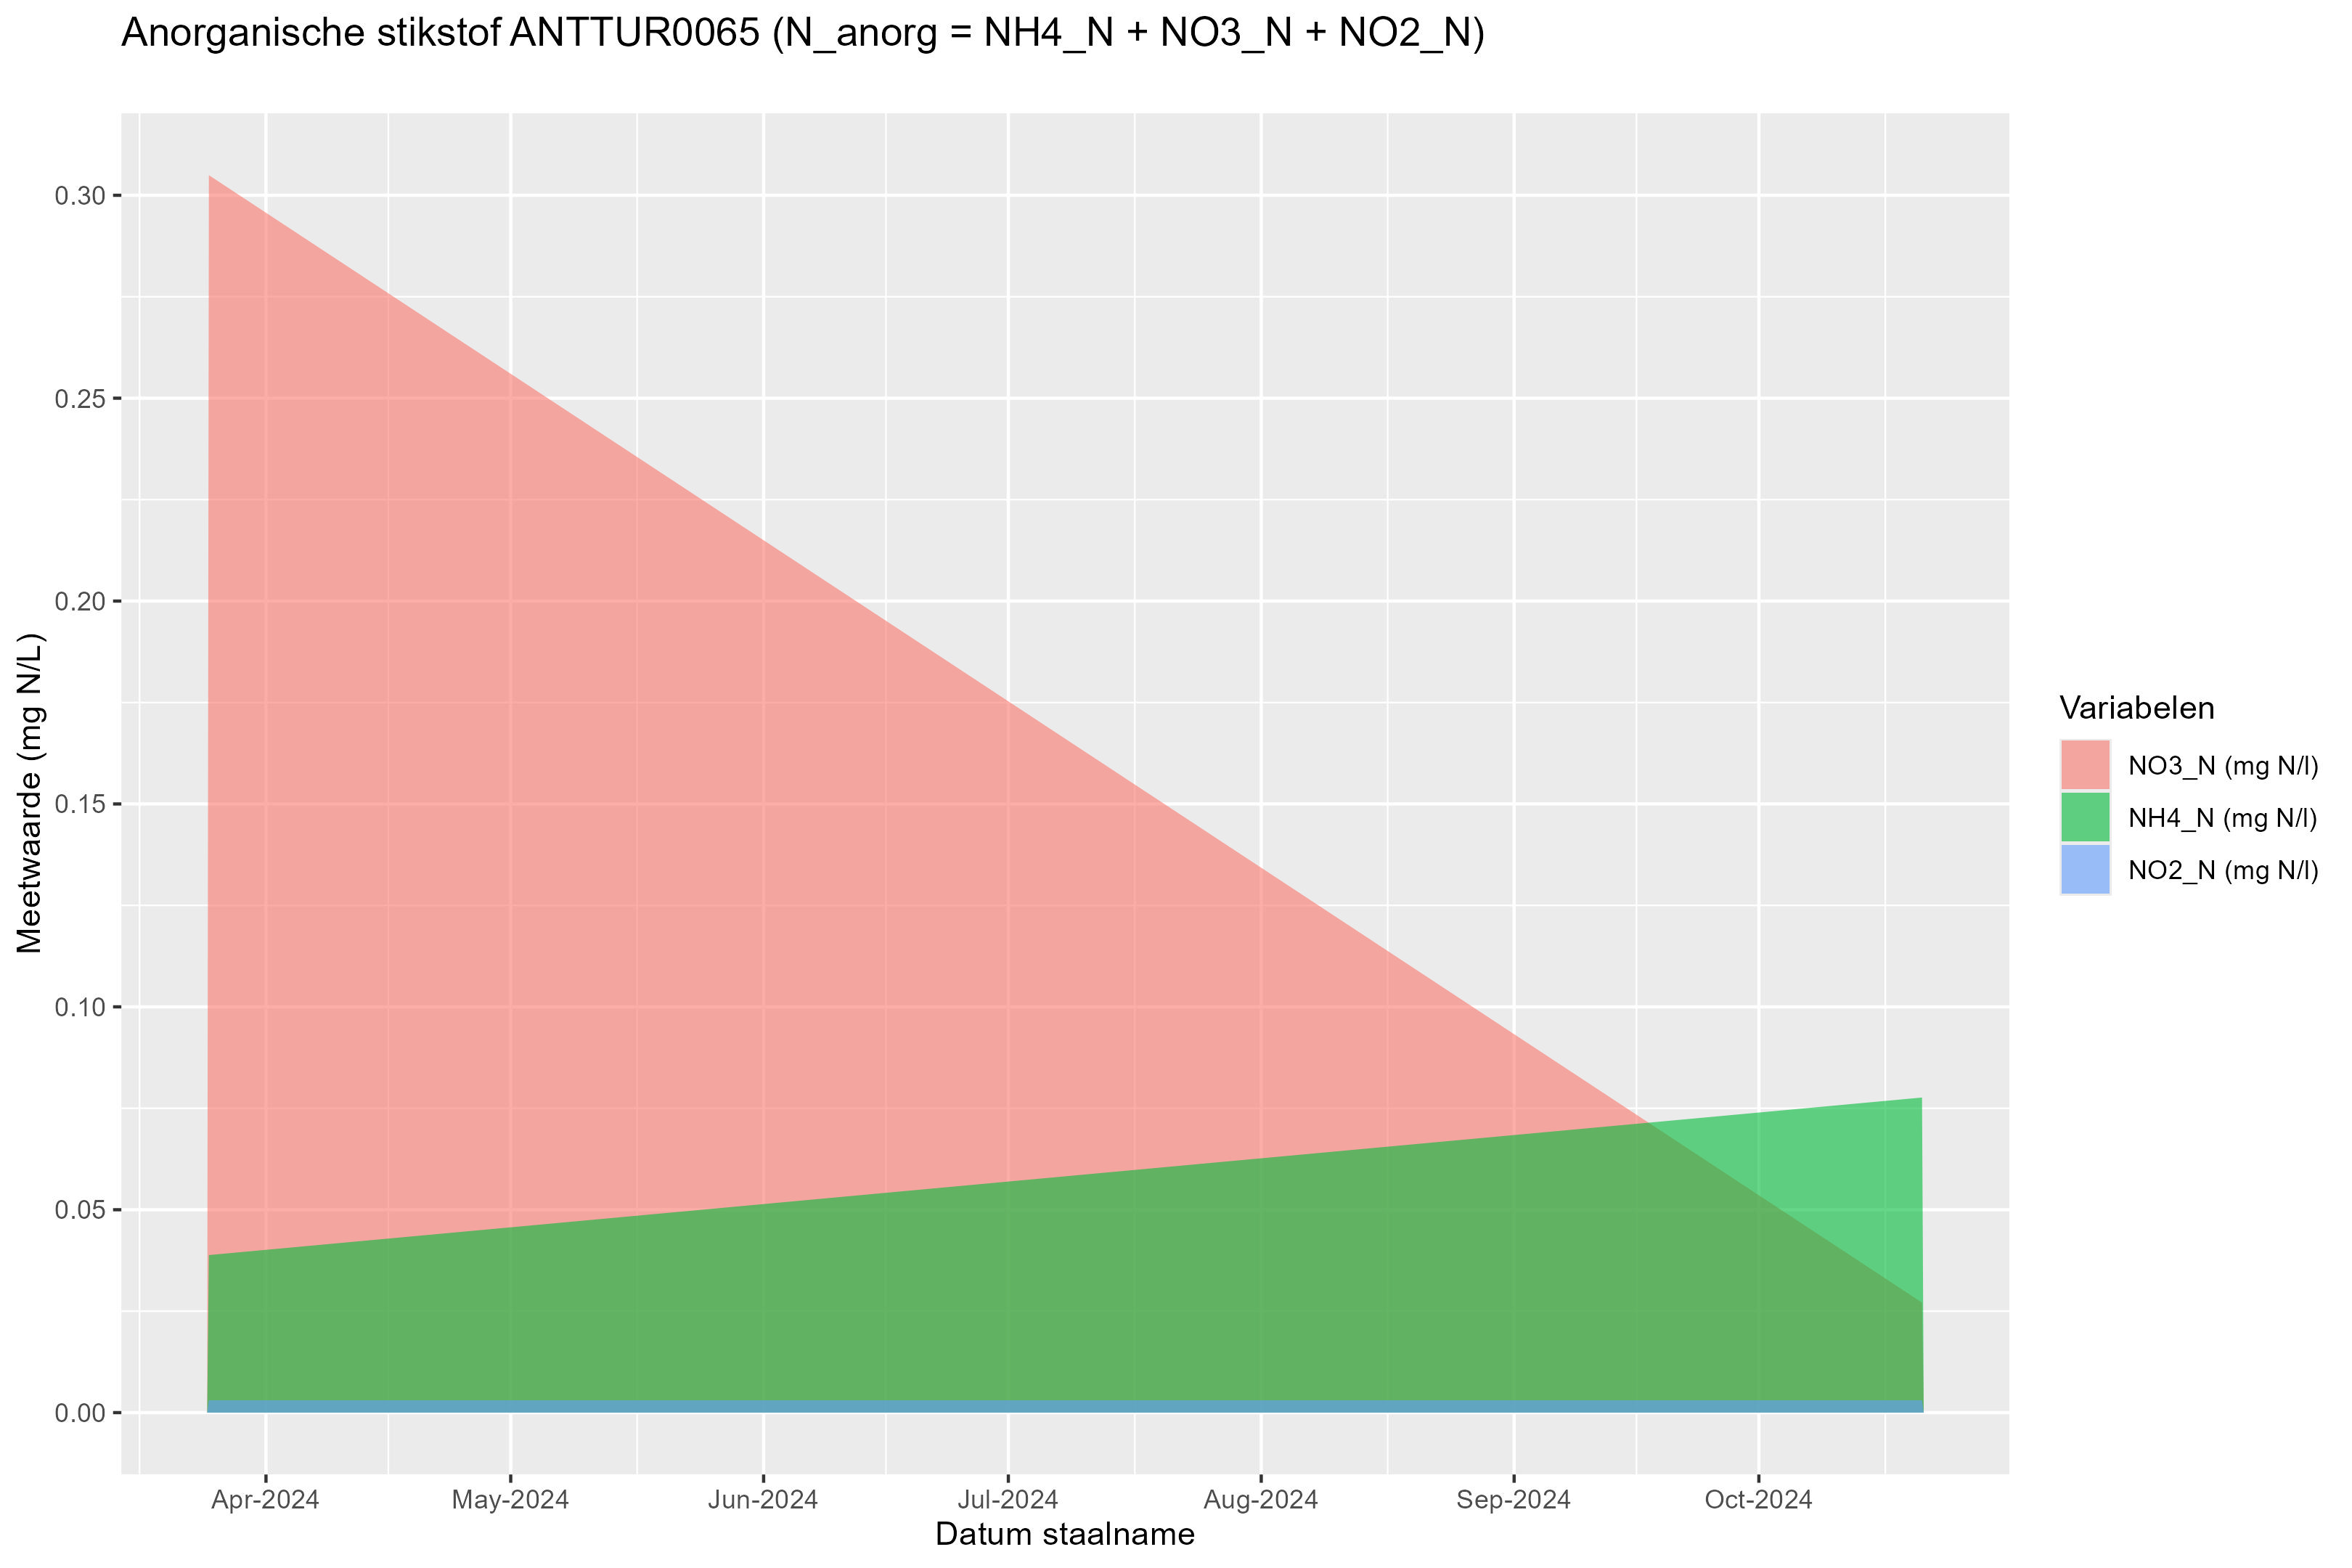 Anorganische stikstof ANTTUR0065 (N_anorg = NH4_N + NO3_N + NO2_N)
Meetwaarde (mg N/L)
0.30
0.25
0.20
0.15
0.10
0.05
0.00
Apr-2024 May-2024 Jun-2024 Jul-2024 Aug-2024 Sep-2024 Oct-2024
Datum staalname
Variabelen
NO3_N (mg N/l)
NH4_N (mg N/l)
NO2_N (mg N/l)